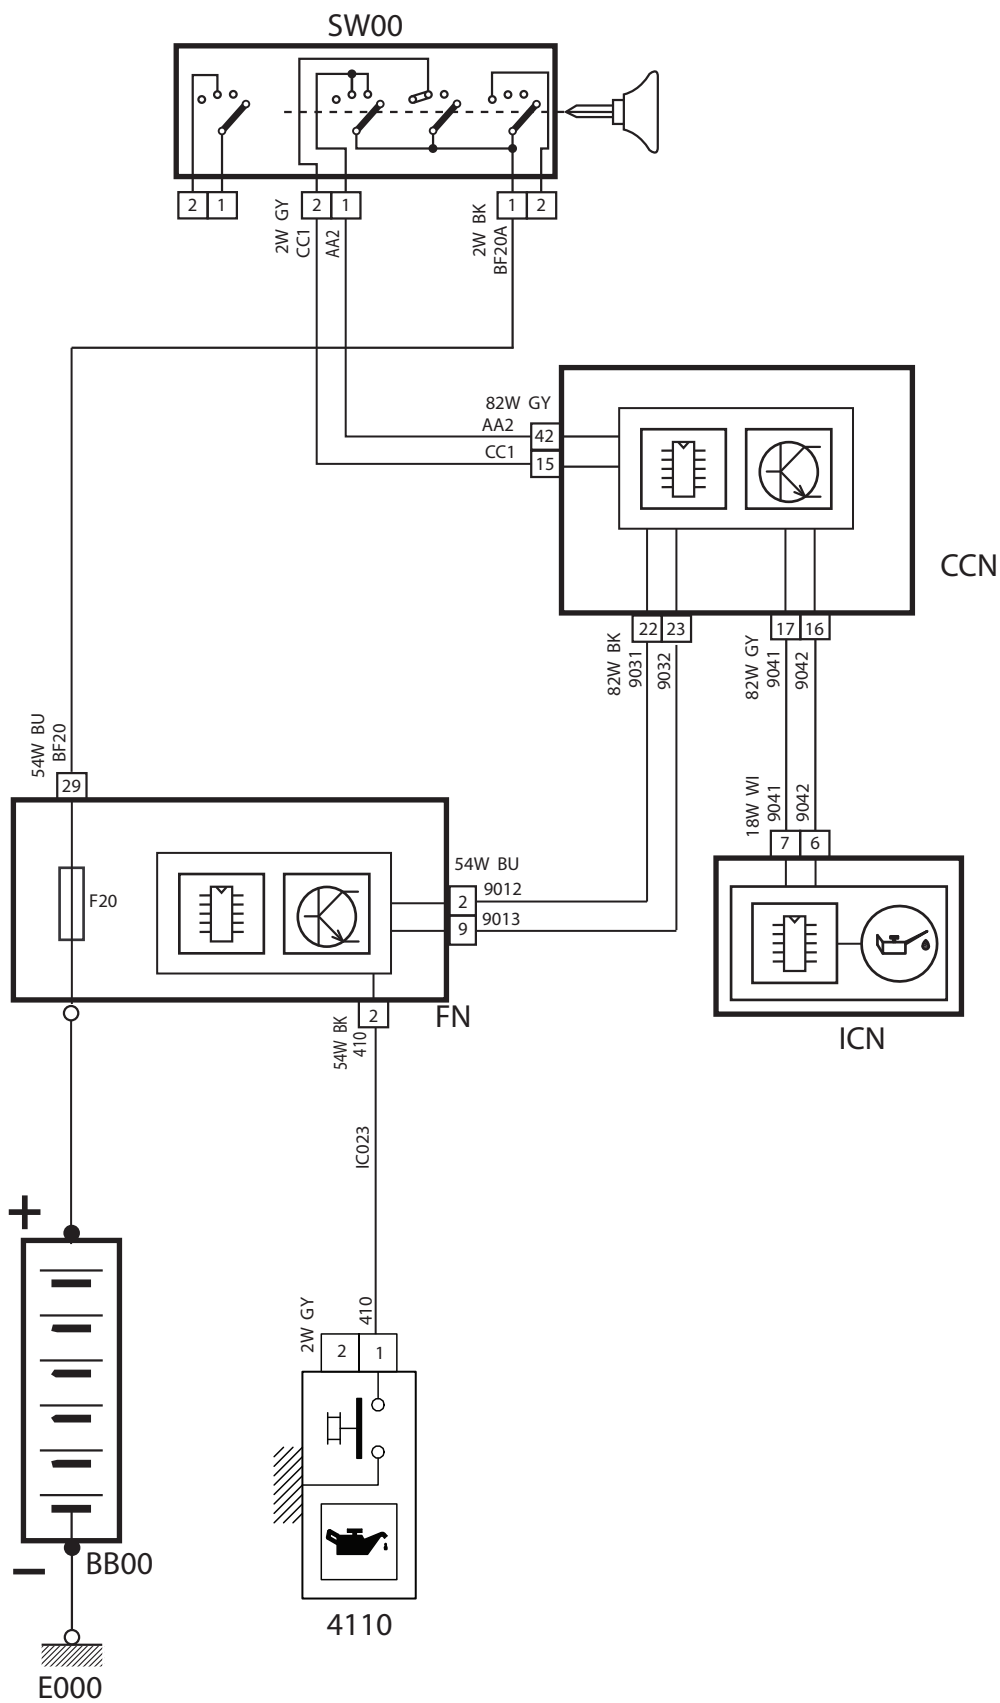 SW00
2 1
2 1
1 2
2W GY
CC1
AA2
2W BK
BF20A
82W GY
AA2
42
CC1
15
CCN
22 23
17 16
82W BK
9031
9032
82W GY
9041
9042
54W BU
BF20
29
18W WI
9041
9042
7 6
F20
54W BU
2
9012
9
9013
FN
2
54W BK
410
ICN
IC023
+
2W GY
410
2 1
−
BB00
4110
E000